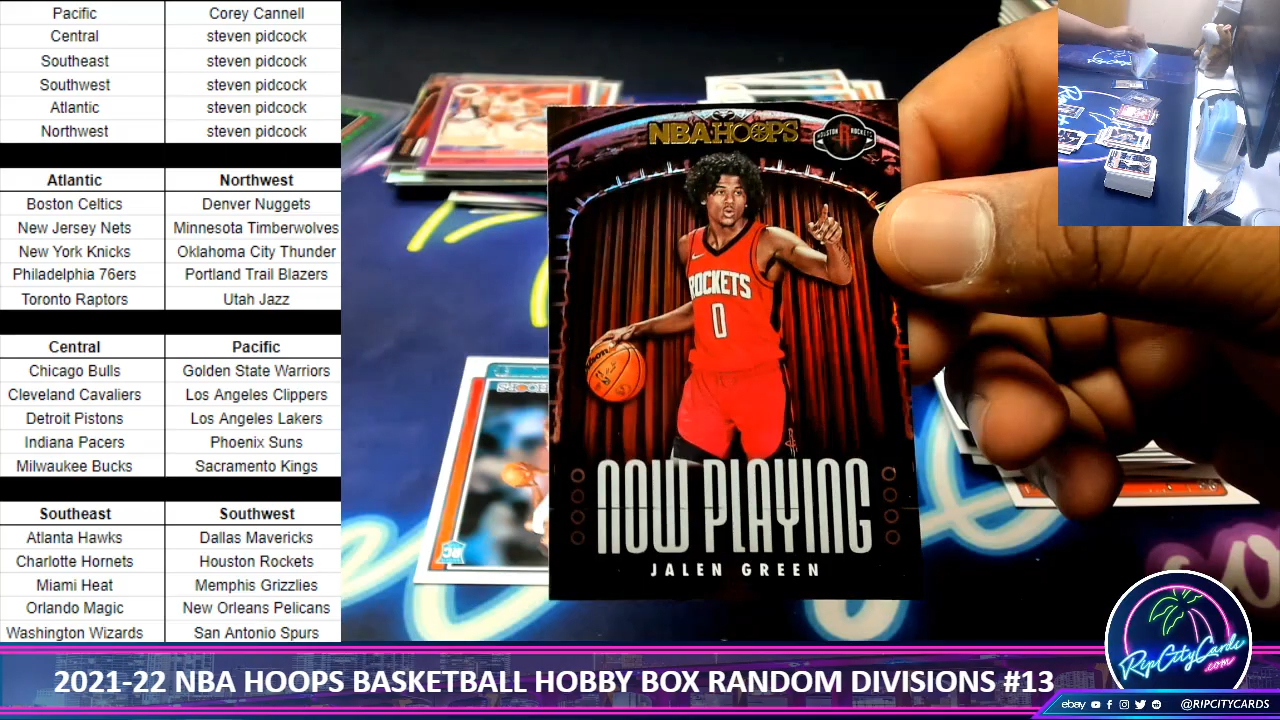 Pacific Corey Cannell
Central steven pidcock
Southeast steven pidcock
Southwest steven pidcock
Atlantic steven pidcock
Northwest steven pidcock
Atlantic Northwest
Boston Celtics Denver Nuggets
New Jersey Nets Minnesota Timberwolves
New York Knicks Oklahoma City Thunder
Philadelphia 76ers Portland Trail Blazers
Toronto Raptors Utah Jazz
Central Pacific
Chicago Bulls Golden State Warriors
Cleveland Cavaliers Los Angeles Clippers
Detroit Pistons Los Angeles Lakers
Indiana Pacers Phoenix Suns
Milwaukee Bucks Sacramento Kings
Southeast Southwest
Atlanta Hawks Dallas Mavericks
Charlotte Hornets Houston Rockets
Miami Heat Memphis Grizzlies
Orlando Magic New Orleans Pelicans
Washington Wizards San Antonio Spurs
NBA HOOPS
HOUSTON ROCKETS
R
ROCKETS
0
NOW PLAYING
JALEN GREEN
RipCityCards
.com
2021-22 NBA HOOPS BASKETBALL HOBBY BOX RANDOM DIVISIONS #13
ebay @RIPCITYCARDS